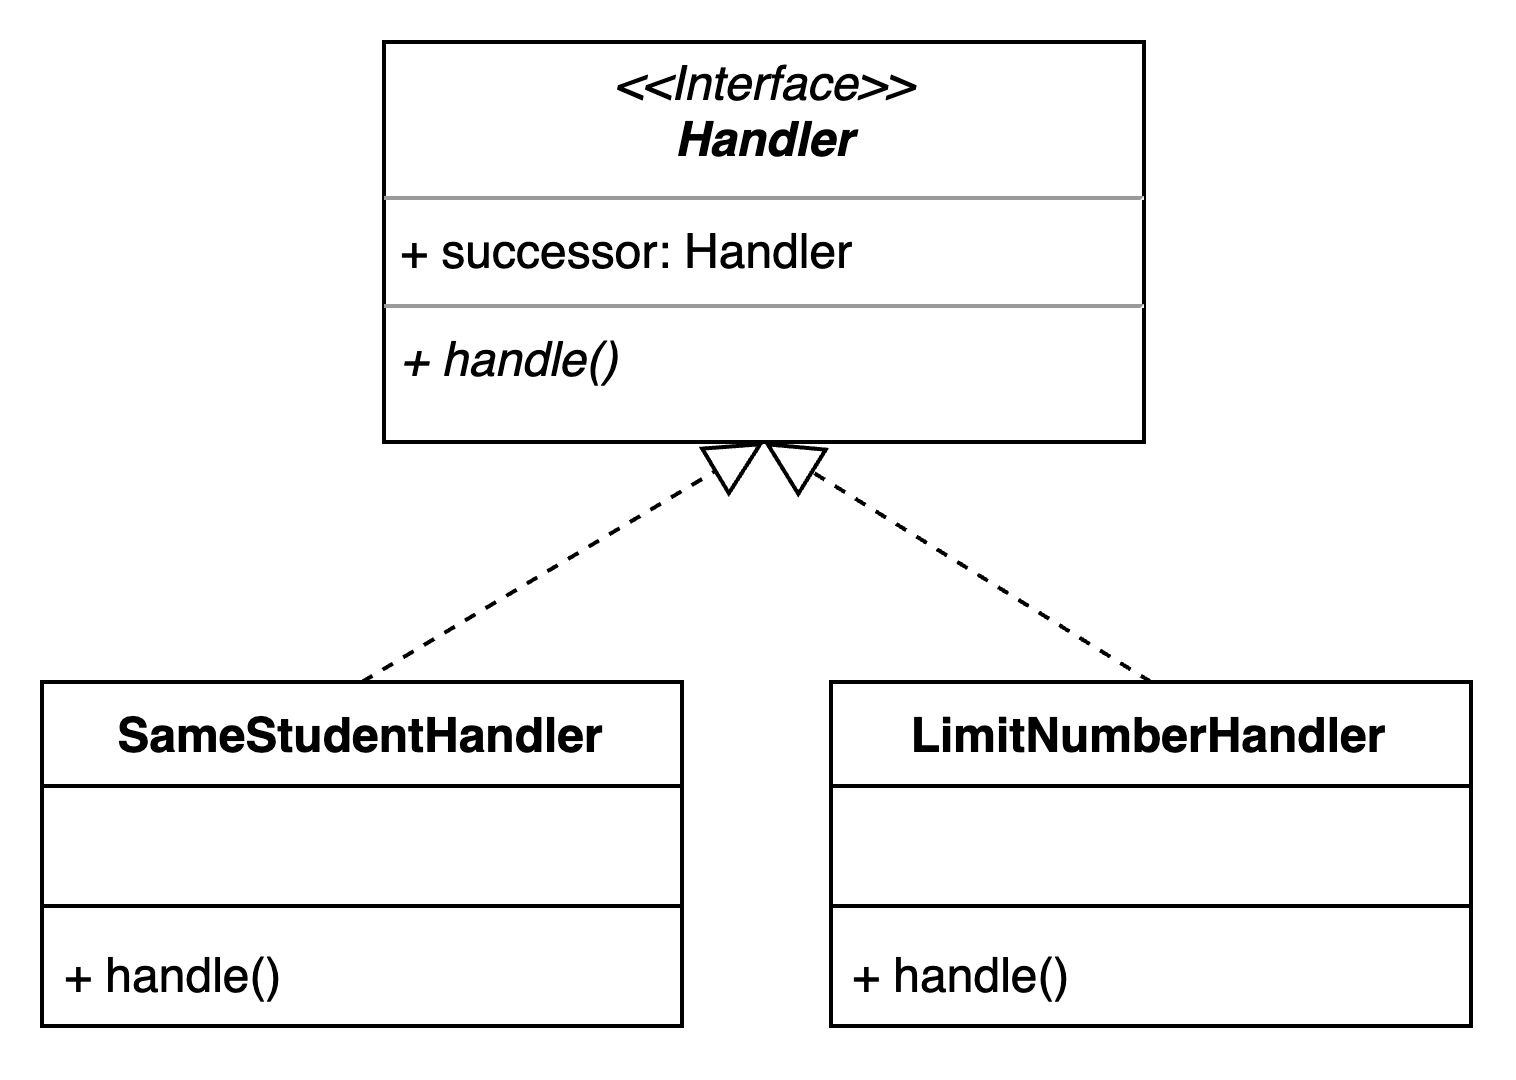 <<Interface>>
Handler
+ successor: Handler
+ handle()
SameStudentHandler
+ handle()
LimitNumberHandler
+ handle()